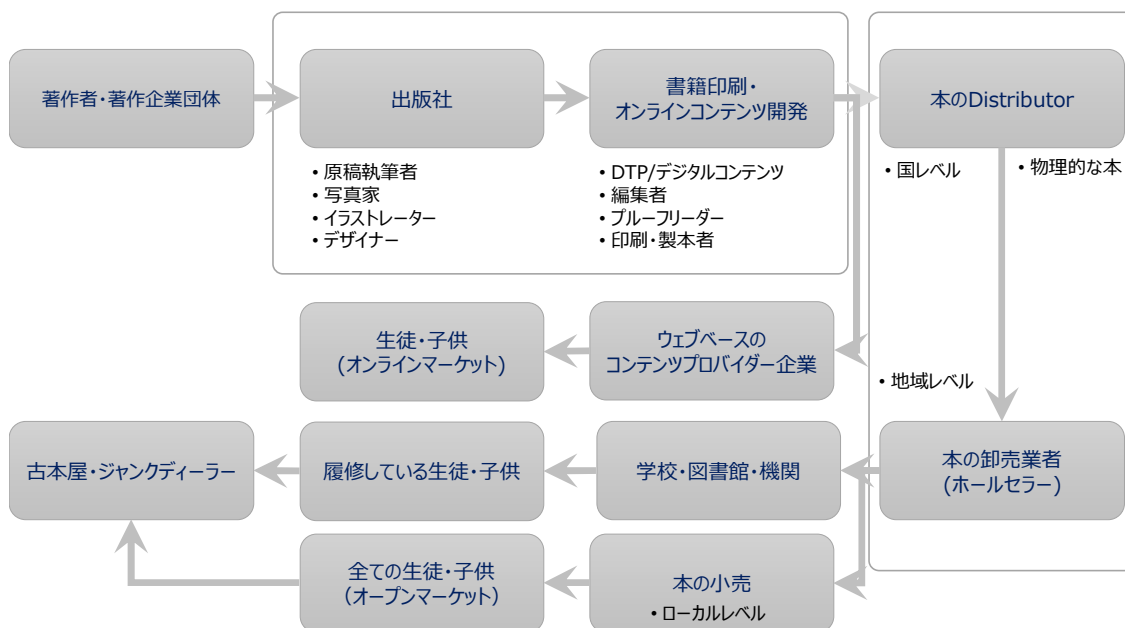 著作者・著作企業団体
出版社
書籍印刷・
オンラインコンテンツ開発
本のDistributor
• 原稿執筆者
• 写真家
• イラストレーター
• デザイナー
• DTP/デジタルコンテンツ
• 編集者
• プルーフリーダー
• 印刷・製本者
• 国レベル
• 物理的な本
生徒・子供
(オンラインマーケット)
ウェブベースの
コンテンツプロバイダー企業
• 地域レベル
古本屋・ジャンクディーラー
履修している生徒・子供
学校・図書館・機関
本の卸売業者
(ホールセラー)
全ての生徒・子供
(オープンマーケット)
本の小売
• ローカルレベル